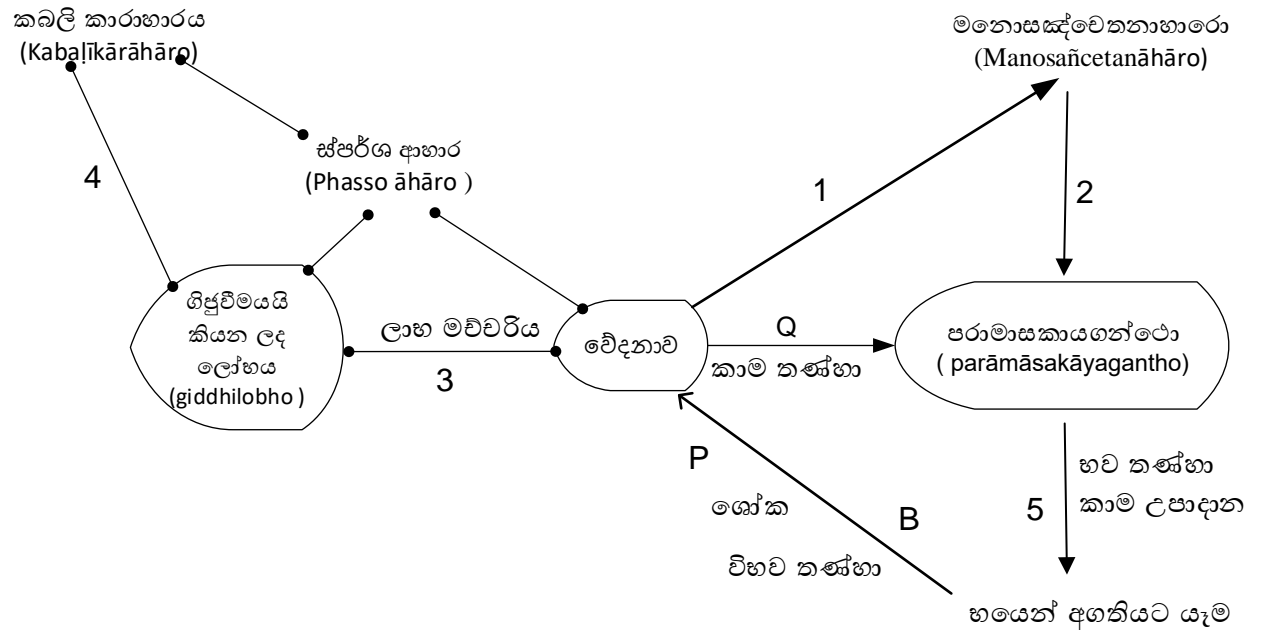 කබලි කාරාහාරය
(Kabaḷīkārāhāro)
මනොසඤ්චෙතනාහාරො
(Manosañcetanāhāro)
ස්පර්ශ ආහාර
(Phasso āhāro )
4
1
2
ගිජුවීමයයි
කියන ලද
ලෝභය
(giddhilobho )
ලාභ මච්චරිය
3
වේදනාව
Q
කාම තණ්හා
පරාමාසකායගන්ථො
( parāmāsakāyagantho)
P
ශෝක
B
විභව තණ්හා
5
භව තණ්හා
කාම උපාදාන
භයෙන් අගතියට යෑම